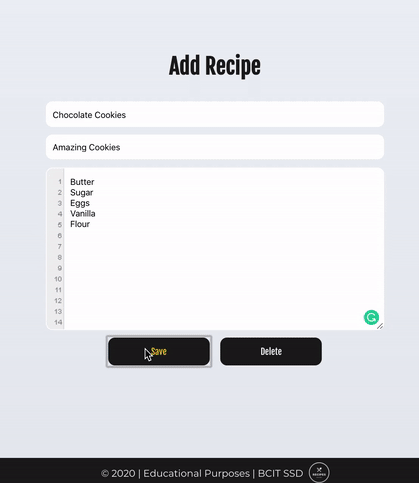 Add Recipe
Chocolate Cookies
Amazing Cookies
1 Butter
2 Sugar
3 Eggs
4 Vanilla
5 Flour
6
7
8
9
10
11
12
13
14
Save Delete
© 2020 | Educational Purposes | BCIT SSD